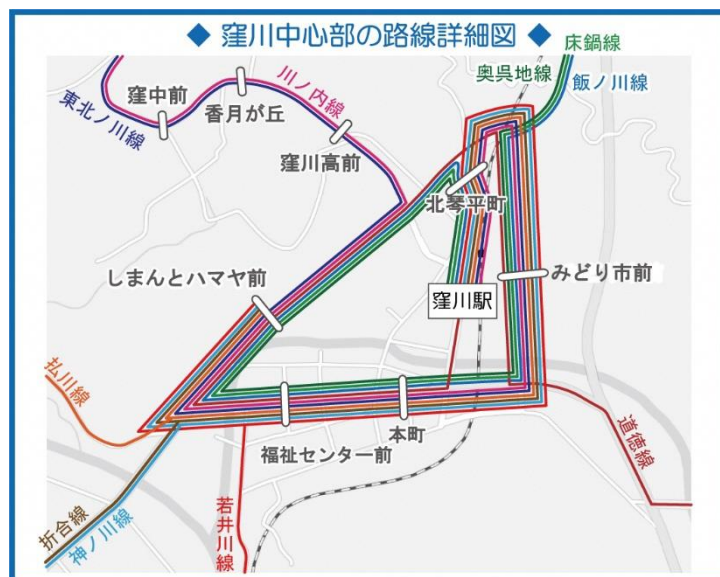 ◆ 窪川中心部の路線詳細図 ◆
床鍋線
奥呉地線
飯ノ川線
窪中前
川ノ内線
香月が丘
東北ノ川線
窪川高前
北琴平町
しまんとハマヤ前
みどり市前
窪川駅
払川線
本町
福祉センター前
道徳線
若井川線
折合線
神ノ川線